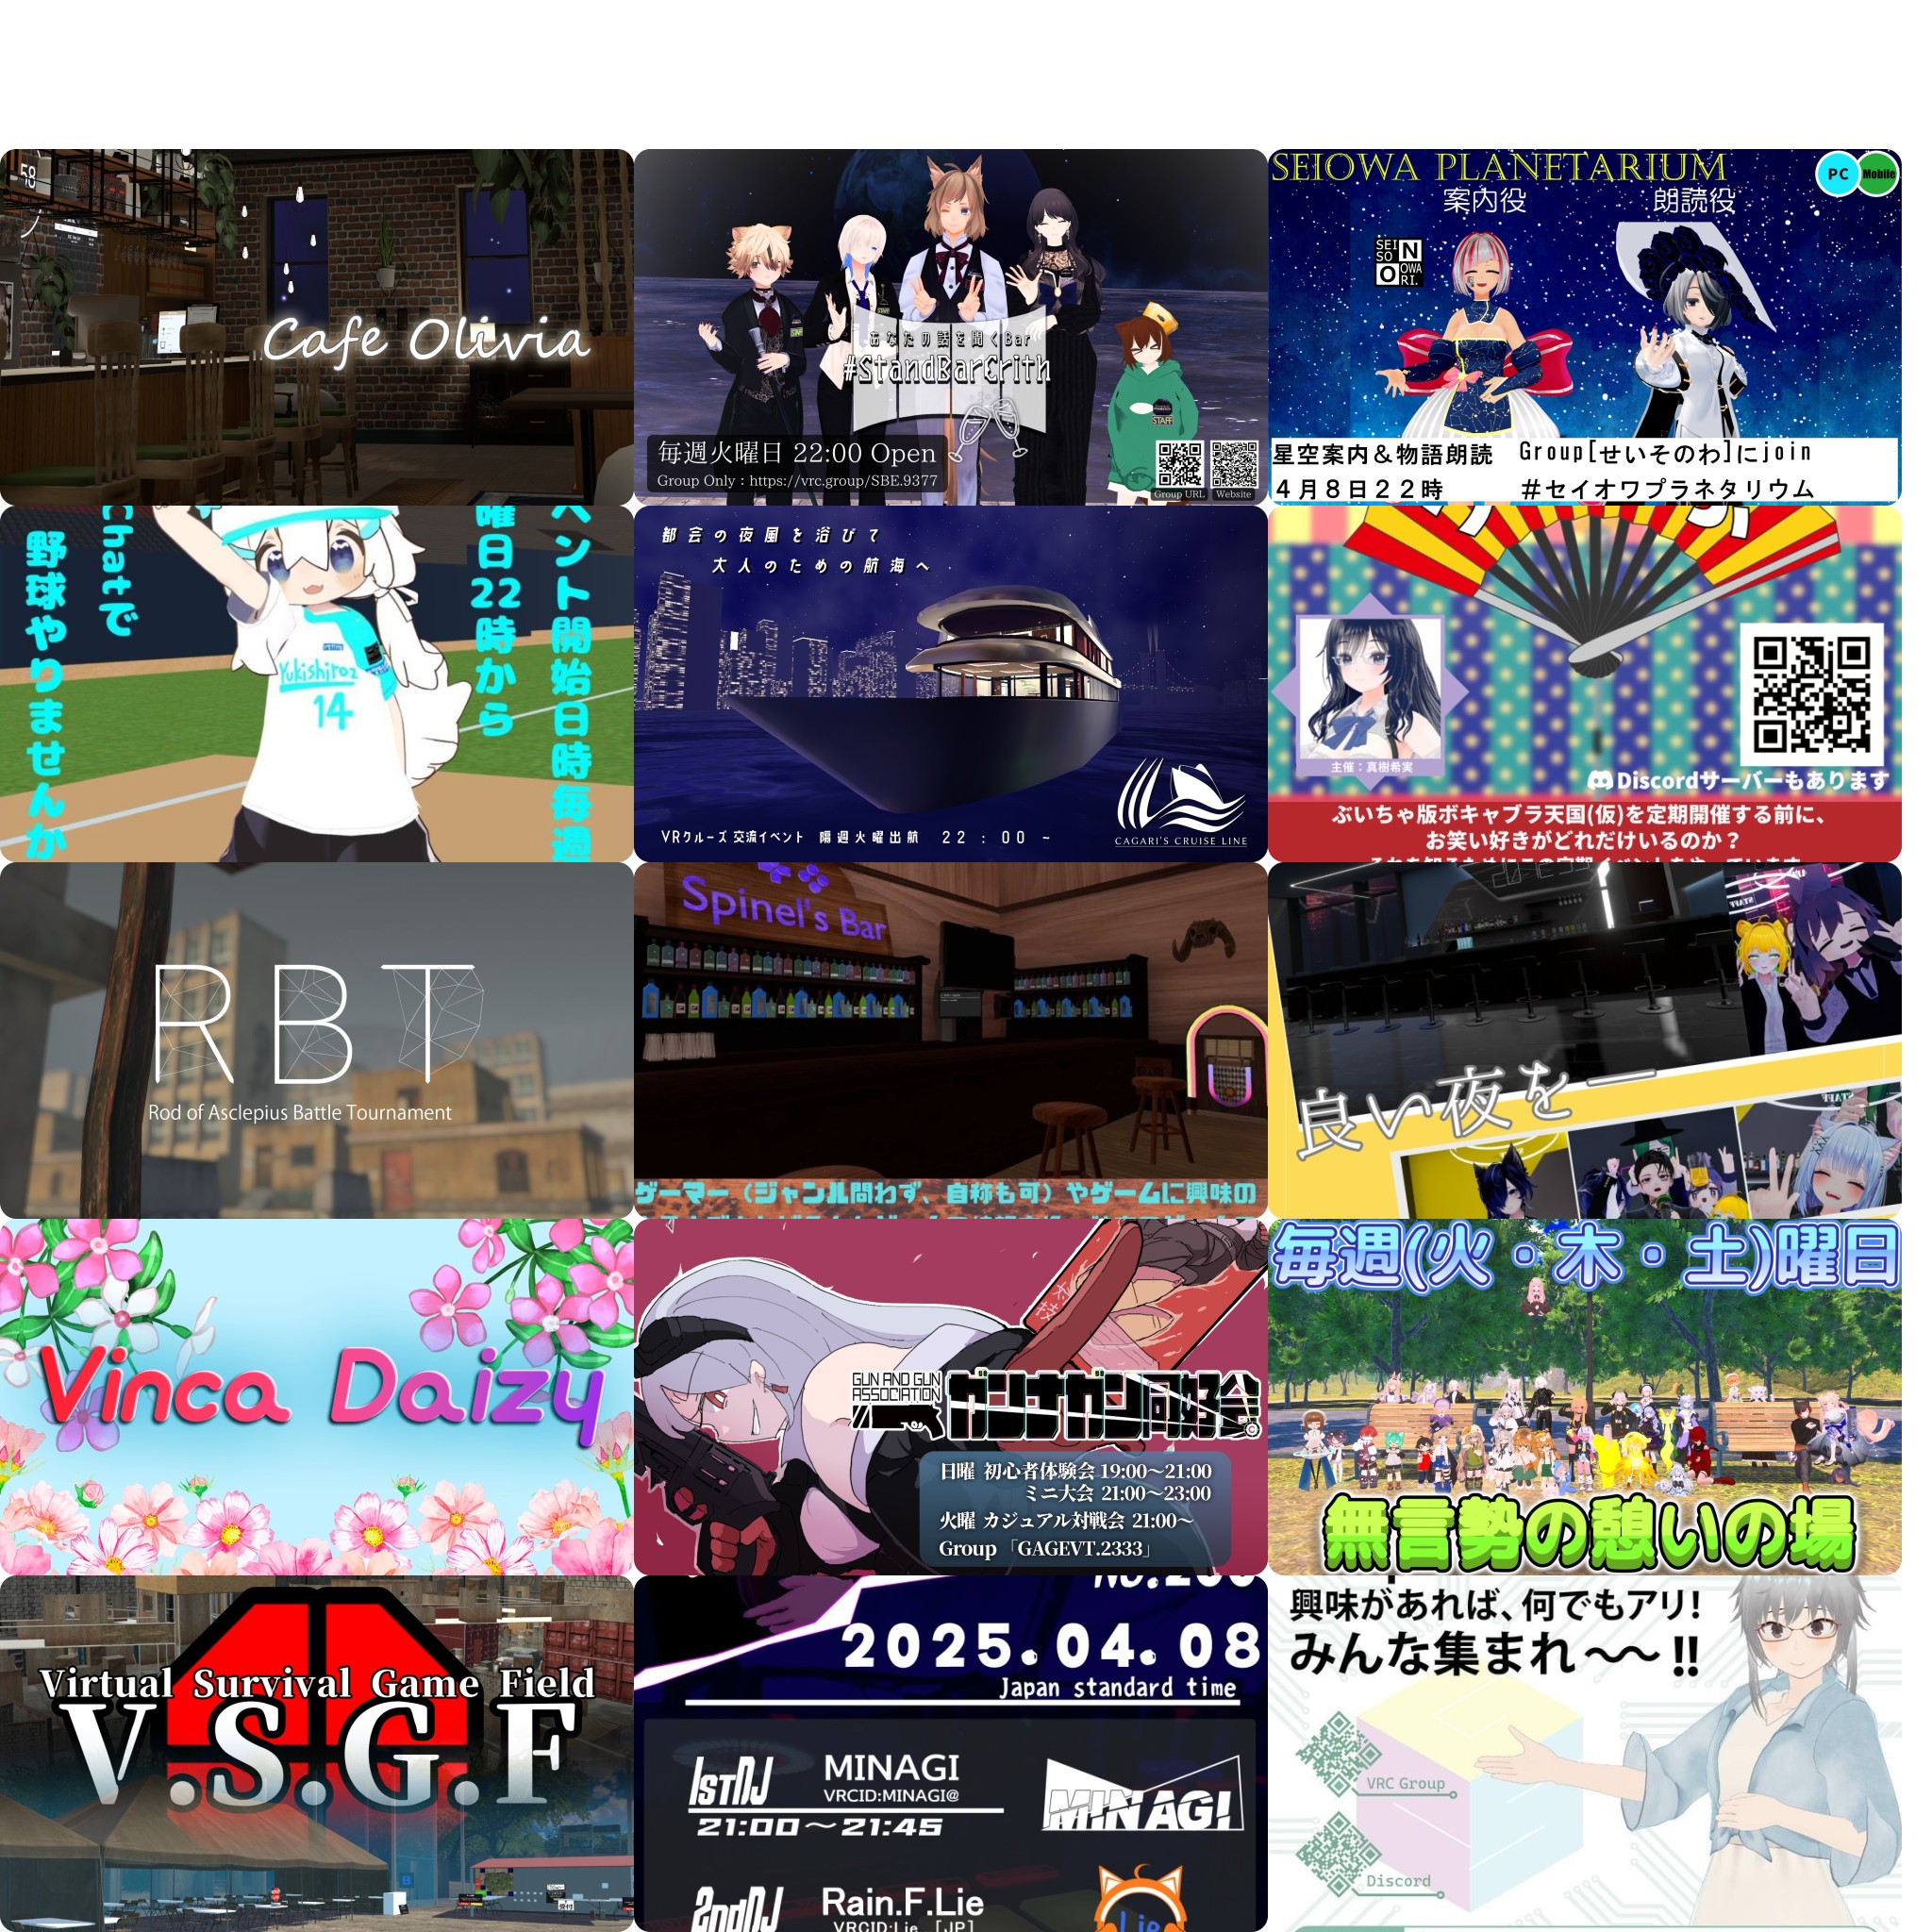 Cafe Olivia
あなたの話を聞くBar
#StandBarCrith
STAFF
毎週火曜日 22:00 Open
Group Only : https://vrc.group/SBE.9377
Group URL
Website
SEIOWA PLANETARIUM
PC
Mobile
案内役
朗読役
SEI
SO
N
O
OWA
RI.
星空案内&物語朗読 Group[せいそのわ]にjoin
4月8日22時 #セイオワプラネタリウム
ベント開始日時毎週
曜日22時から
Chatで
野球やりませんか
Yukishiro2
14
都会の夜風を浴びて
大人のための航海へ
VRクルーズ交流イベント 隔週火曜出航 22:00 ~
CAGARI'S CRUISE LINE
主催:真樹希実
Discordサーバーもあります
ぶいちゃ版ボキャブラ天国(仮)を定期開催する前に、
お笑い好きがどれだけいるのか?
RBT
Rod of Asclepius Battle Tournament
Spinel's Bar
ゲーマー(ジャンル問わず、自称も可)やゲームに興味の
良い夜を―
Vinca Daizy
GUN AND GUN
ASSOCIATION
ガンナガン同好会
日曜 初心者体験会 19:00~21:00
ミニ大会 21:00~23:00
火曜 カジュアル対戦会 21:00~
Group「GAGEVT.2333」
毎週(火・木・土)曜日
無言勢の憩いの場
Virtual Survival Game Field
V.S.G.F
2025.04.08
Japan standard time
1stDJ
MINAGI
VRCID:MINAGI@
21:00~21:45
MINAGI
2ndDJ
Rain.F.Lie
VRCID:Lie_[JP]
Lie
興味があれば、何でもアリ!
みんな集まれ~~!!
VRC Group
Discord